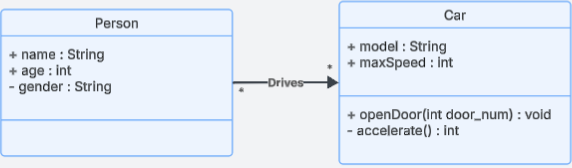 Person
+ name : String
+ age : int
- gender : String
*
Drives
*
Car
+ model : String
+ maxSpeed : int
+ openDoor(int door_num) : void
- accelerate() : int